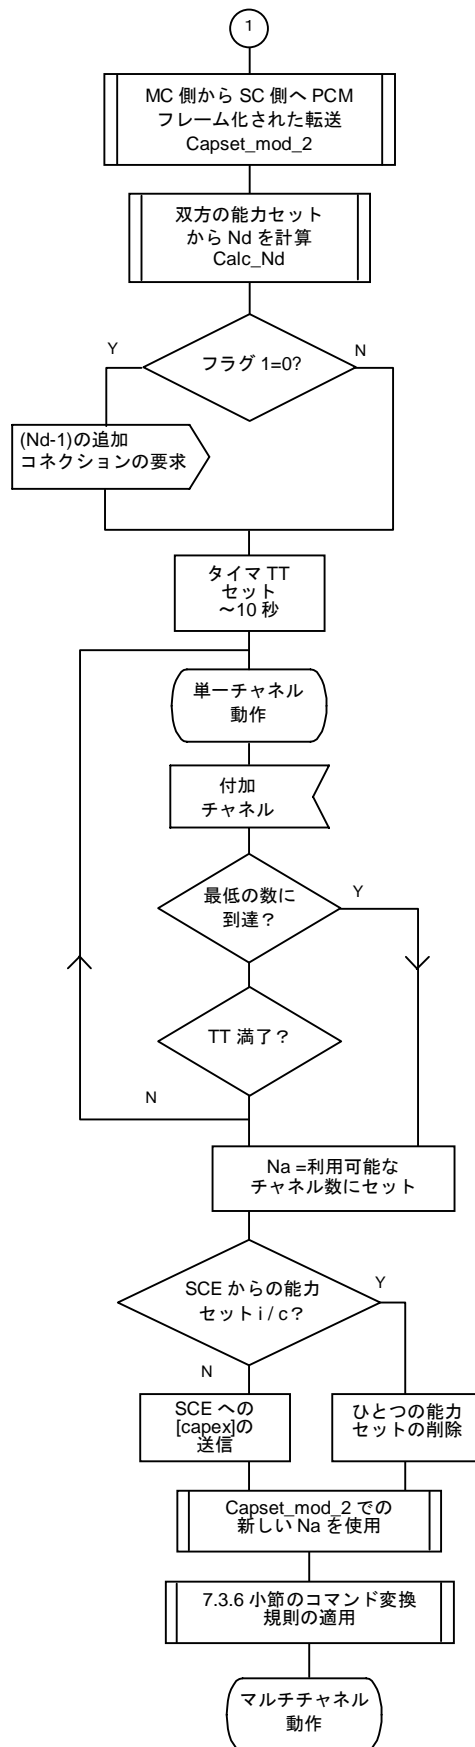 1
MC 側から SC 側へ PCM
フレーム化された転送
Capset_mod_2
双方の能力セット
から Nd を計算
Calc_Nd
Y
フラグ 1=0?
N
(Nd-1)の追加
コネクションの要求
タイマ TT
セット
～10 秒
単一チャネル
動作
付加
チャネル
最低の数に
到達？
Y
TT 満了？
N
Na =利用可能な
チャネル数にセット
SCE からの能力
セット i / c？
Y
N
SCE への
[capex]の
送信
ひとつの能力
セットの削除
Capset_mod_2 での
新しい Na を使用
7.3.6 小節のコマンド変換
規則の適用
マルチチャネル
動作